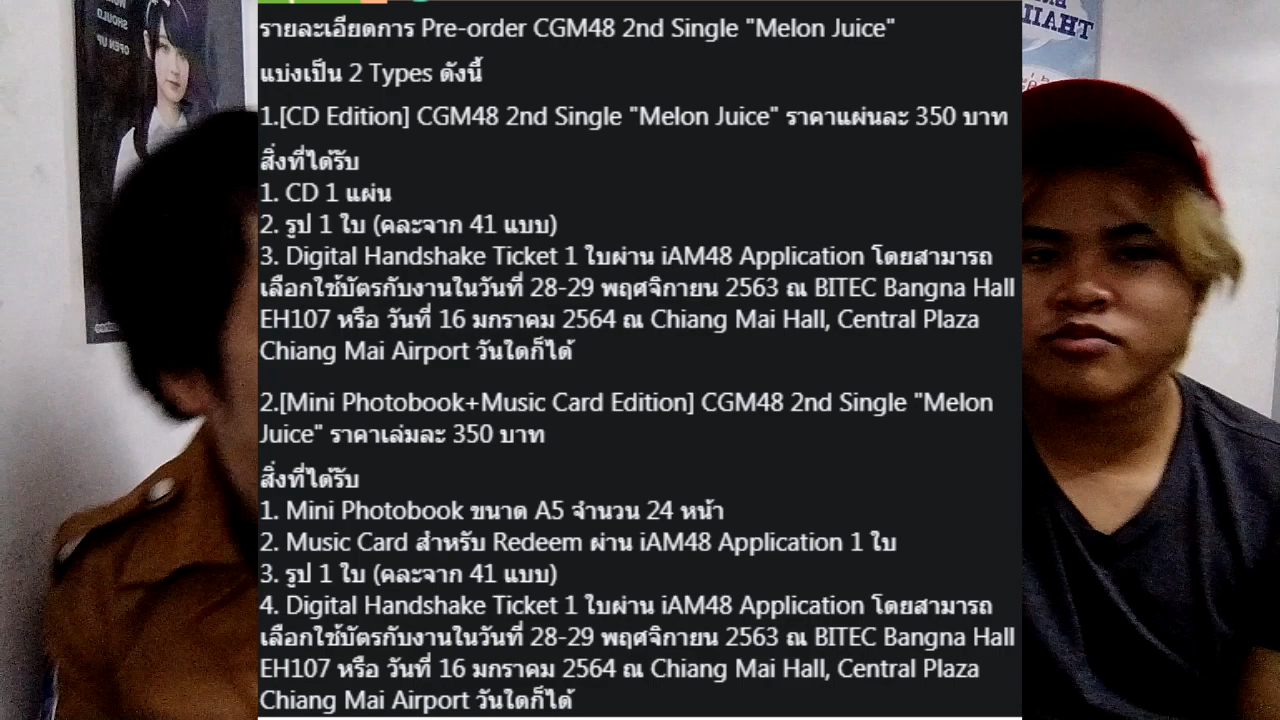 WOULD
SHOULD
OPEN UP
THAIL
รายละเอียดการ Pre-order CGM48 2nd Single "Melon Juice"
แบ่งเป็น 2 Types ดังนี้
1.[CD Edition] CGM48 2nd Single "Melon Juice" ราคาแผ่นละ 350 บาท
สิ่งที่ได้รับ
1. CD 1 แผ่น
2. รูป 1 ใบ (คละจาก 41 แบบ)
3. Digital Handshake Ticket 1 ใบผ่าน iAM48 Application โดยสามารถ
เลือกใช้บัตรกับงานในวันที่ 28-29 พฤศจิกายน 2563 ณ BITEC Bangna Hall
EH107 หรือ วันที่ 16 มกราคม 2564 ณ Chiang Mai Hall, Central Plaza
Chiang Mai Airport วันใดก็ได้
2.[Mini Photobook+Music Card Edition] CGM48 2nd Single "Melon
Juice" ราคาเล่มละ 350 บาท
สิ่งที่ได้รับ
1. Mini Photobook ขนาด A5 จำนวน 24 หน้า
2. Music Card สำหรับ Redeem ผ่าน iAM48 Application 1 ใบ
3. รูป 1 ใบ (คละจาก 41 แบบ)
4. Digital Handshake Ticket 1 ใบผ่าน iAM48 Application โดยสามารถ
เลือกใช้บัตรกับงานในวันที่ 28-29 พฤศจิกายน 2563 ณ BITEC Bangna Hall
EH107 หรือ วันที่ 16 มกราคม 2564 ณ Chiang Mai Hall, Central Plaza
Chiang Mai Airport วันใดก็ได้